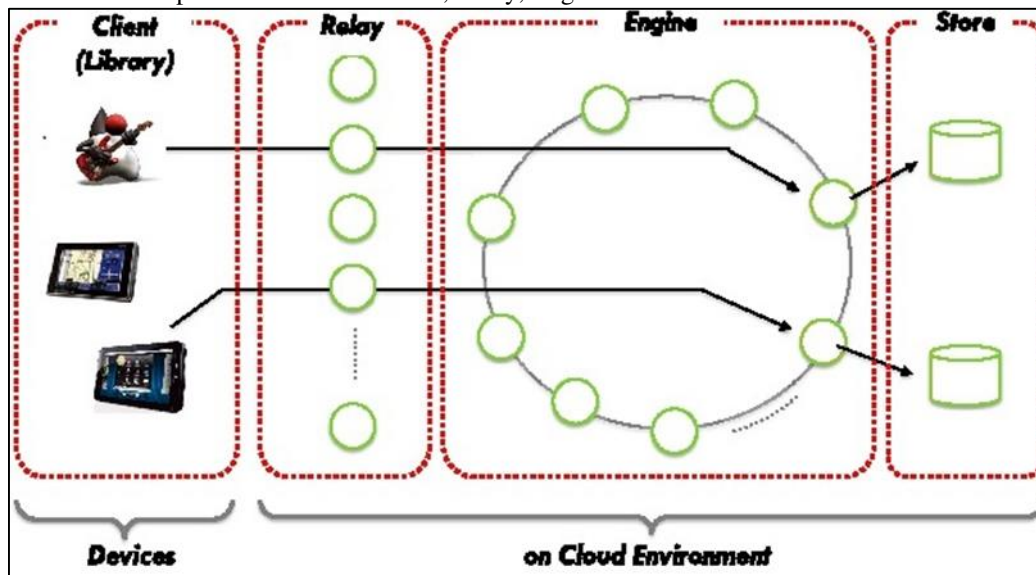 Client
(Library)
Relay
Engine
Store
Devices
on Cloud Environment